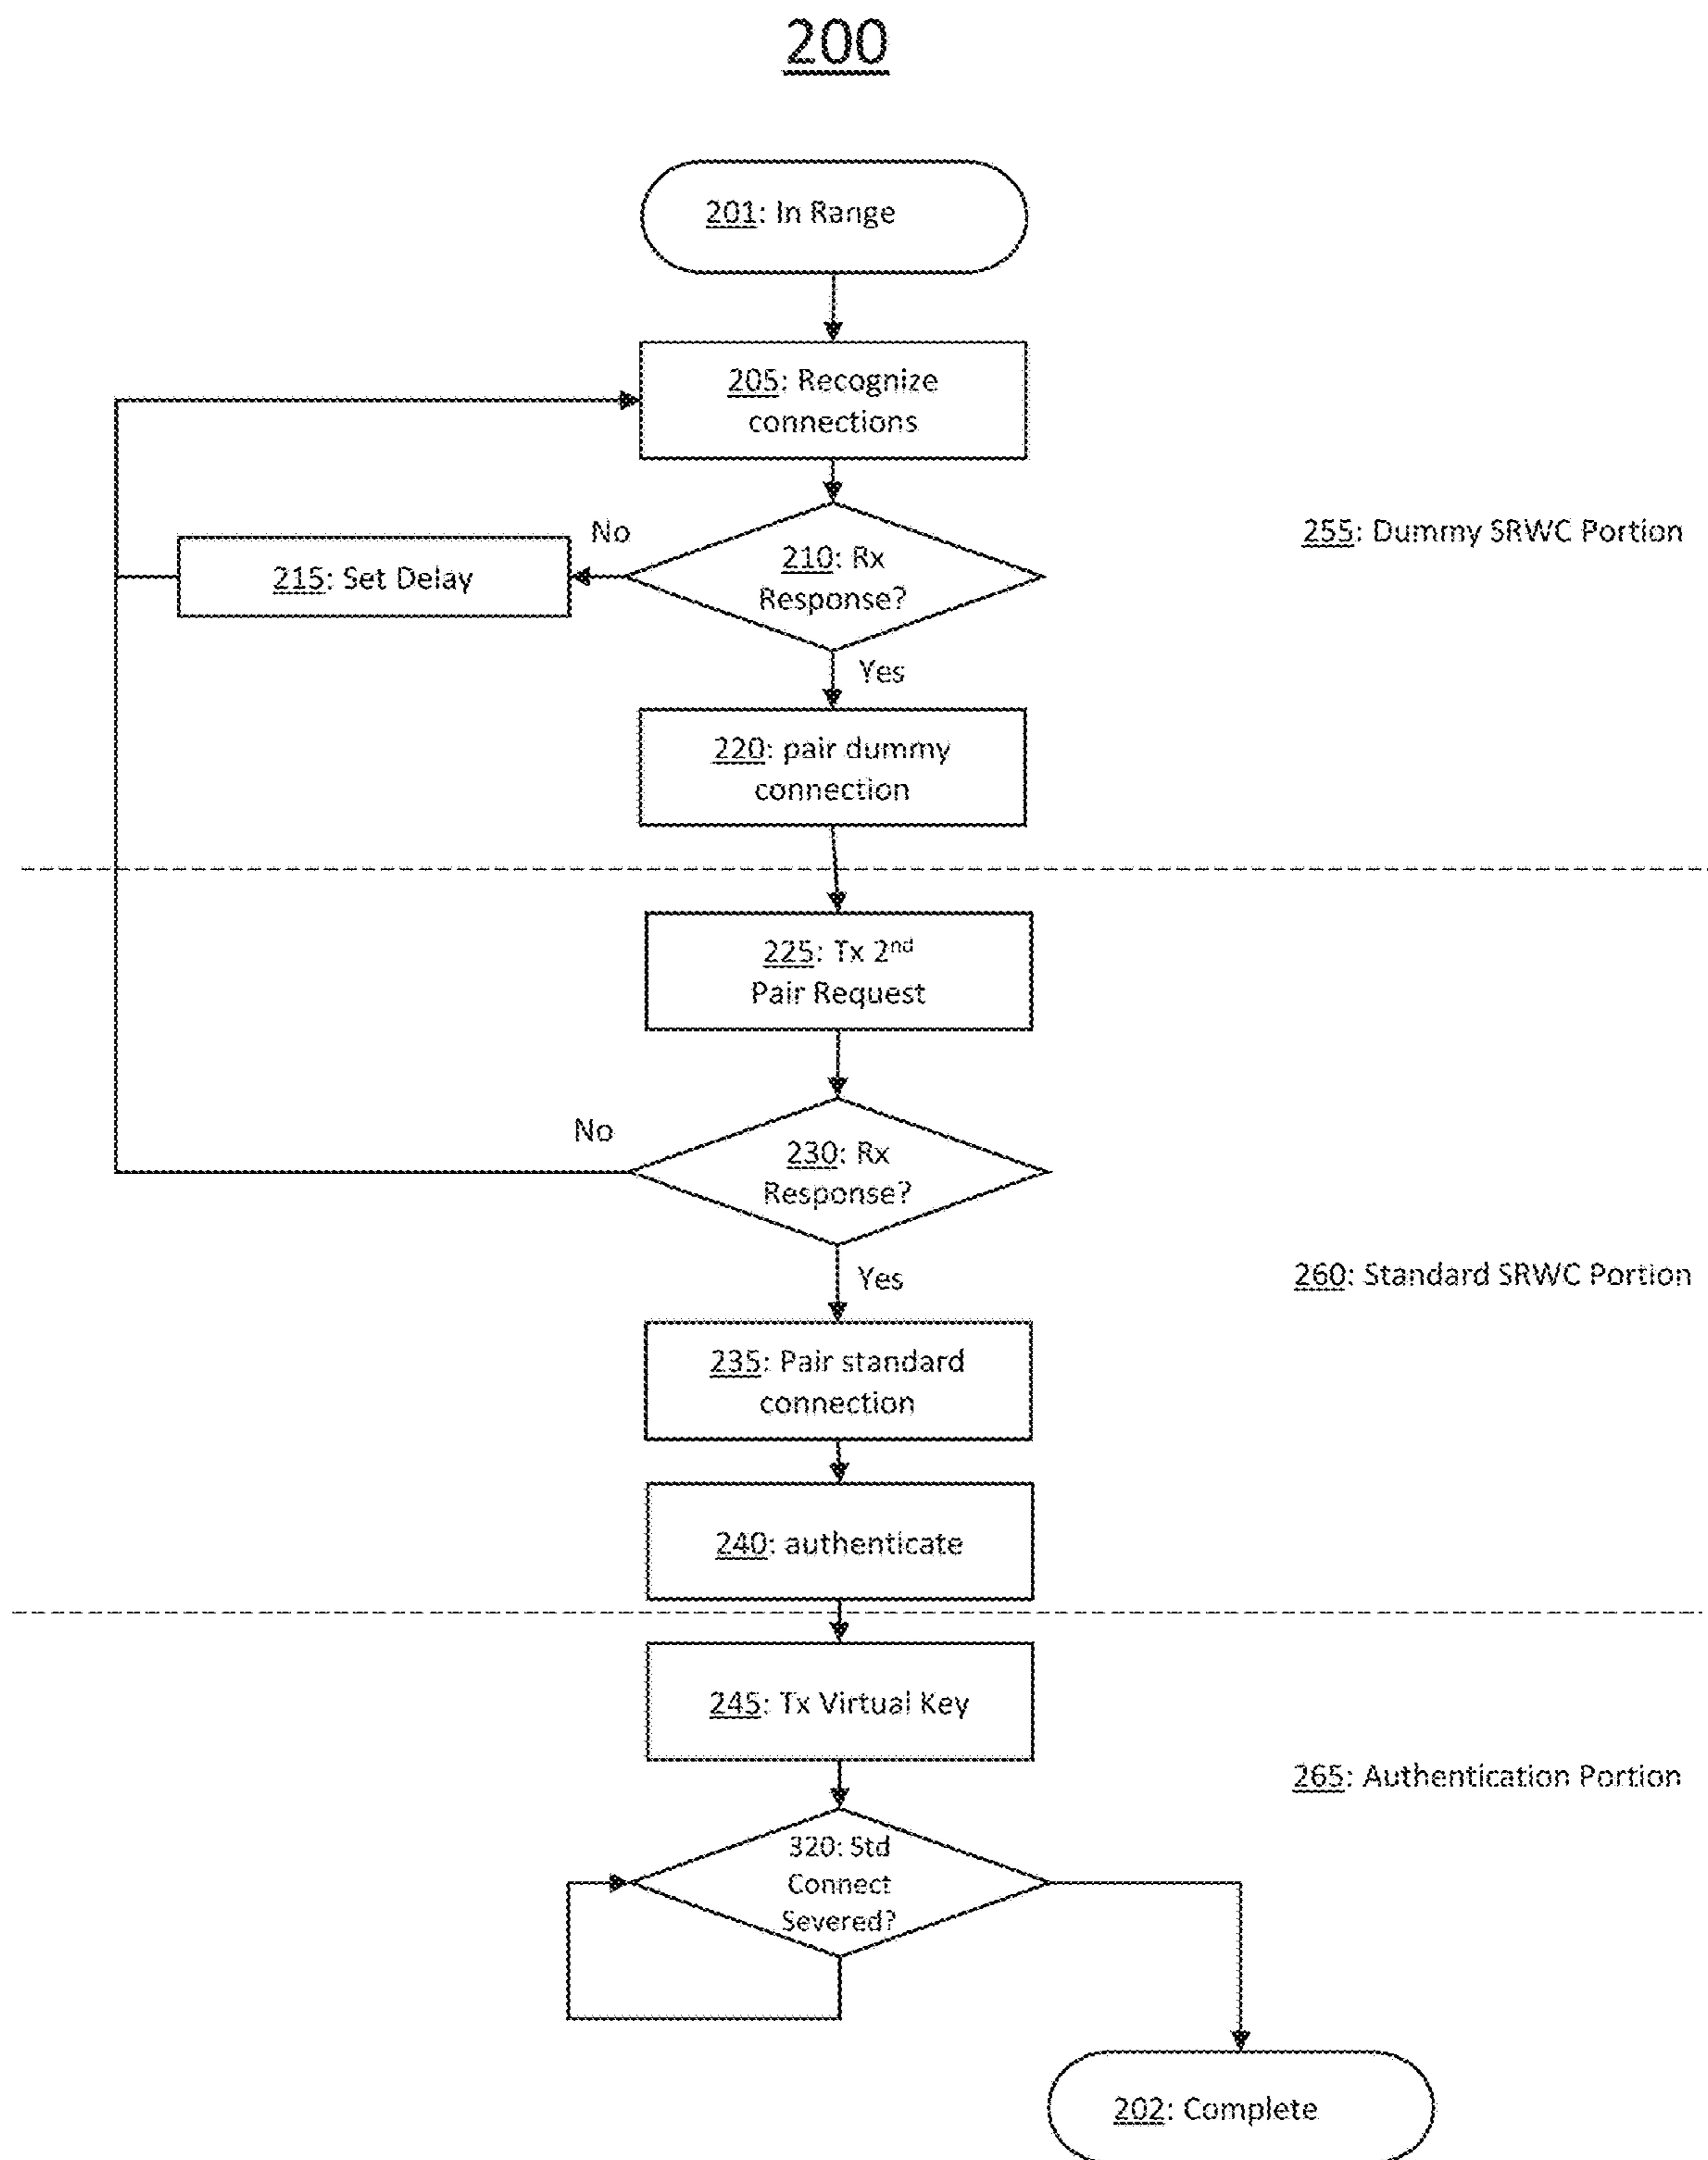 200
201: In Range
205: Recognize
connections
No
210: Rx
Response?
255: Dummy SRWC Portion
215: Set Delay
Yes
220: pair dummy
connection
225: Tx 2nd
Pair Request
No
230: Rx
Response?
Yes
260: Standard SRWC Portion
235: Pair standard
connection
240: authenticate
245: Tx Virtual Key
265: Authentication Portion
320: Std
Connect
Severed?
202: Complete